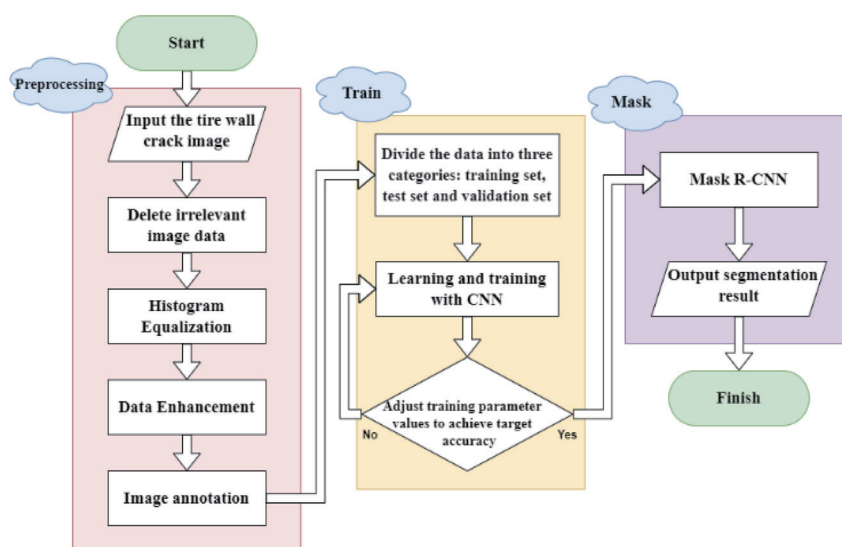 Start
Preprocessing
Input the tire wall
crack image
Delete irrelevant
image data
Histogram
Equalization
Data Enhancement
Image annotation
Train
Divide the data into three
categories: training set,
test set and validation set
Learning and training
with CNN
Adjust training parameter
values to achieve target
accuracy
No
Yes
Mask
Mask R-CNN
Output segmentation
result
Finish